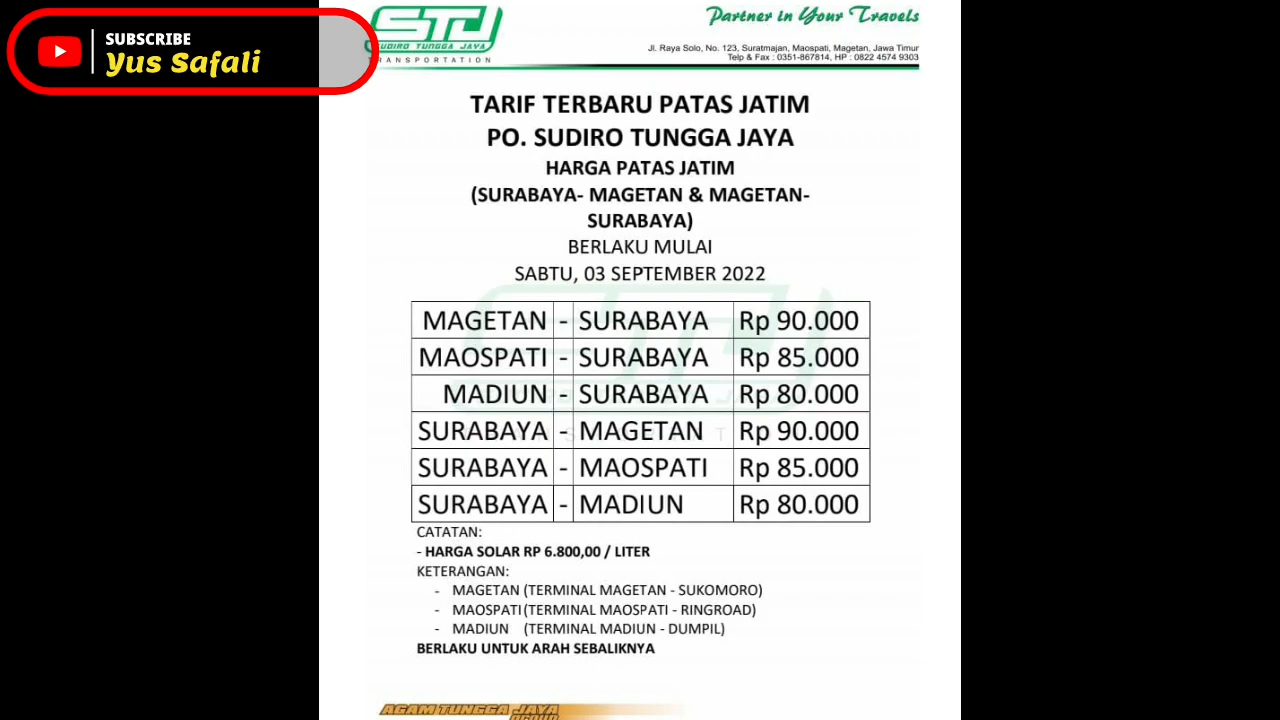 SUBSCRIBE
Yus Safali
STJ
SUDIRO TUNGGA JAYA
TRANSPORTATION
Partner in Your Travels
Jl. Raya Solo, No. 123, Suratmajan, Maospati, Magetan, Jawa Timur
Telp & Fax : 0351-867814, HP : 0822 4574 9303
TARIF TERBARU PATAS JATIM
PO. SUDIRO TUNGGA JAYA
HARGA PATAS JATIM
(SURABAYA- MAGETAN & MAGETAN-
SURABAYA)
BERLAKU MULAI
SABTU, 03 SEPTEMBER 2022
MAGETAN - SURABAYA Rp 90.000
MAOSPATI - SURABAYA Rp 85.000
MADIUN - SURABAYA Rp 80.000
SURABAYA - MAGETAN Rp 90.000
SURABAYA - MAOSPATI Rp 85.000
SURABAYA - MADIUN Rp 80.000
CATATAN:
- HARGA SOLAR RP 6.800,00 / LITER
KETERANGAN:
- MAGETAN (TERMINAL MAGETAN - SUKOMORO)
- MAOSPATI (TERMINAL MAOSPATI - RINGROAD)
- MADIUN (TERMINAL MADIUN - DUMPIL)
BERLAKU UNTUK ARAH SEBALIKNYA
AGAM TUNGGA JAYA
GROUP